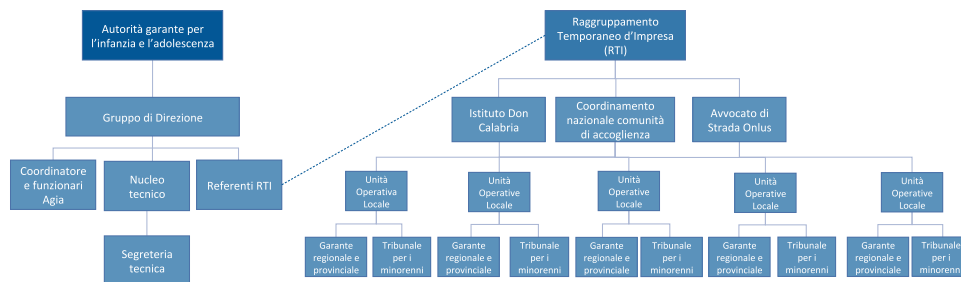 Autorità garante per
l'infanzia e l'adolescenza
Gruppo di Direzione
Coordinatore
e funzionari
Agia
Nucleo
tecnico
Referenti RTI
Segreteria
tecnica
Raggruppamento
Temporaneo d'Impresa
(RTI)
Istituto Don
Calabria
Coordinamento
nazionale comunità
di accoglienza
Avvocato di
Strada Onlus
Unità
Operativa
Locale
Unità
Operative
Locale
Unità
Operative
Locale
Unità
Operative
Locale
Unità
Operative
Locale
Garante
regionale e
provinciale
Tribunale
per i
minorenni
Garante
regionale e
provinciale
Tribunale
per i
minorenni
Garante
regionale e
provinciale
Tribunale
per i
minorenni
Garante
regionale e
provinciale
Tribunale
per i
minorenni
Garante
regionale e
provinciale
Tribunale
per i
minorenni